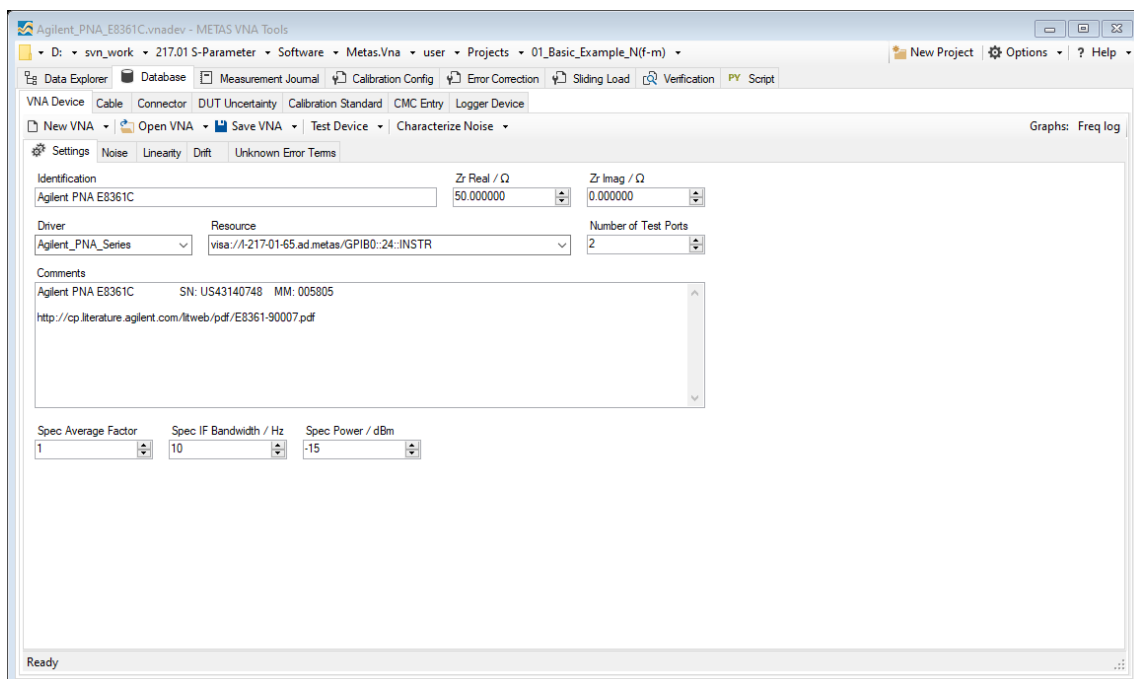 Agilent_PNA_E8361C.vnadev - METAS VNA Tools
D: svn_work 217.01 S-Parameter Software Metas.Vna user Projects 01_Basic_Example_N(f-m) New Project Options ? Help
Data Explorer Database Measurement Journal Calibration Config Error Correction Sliding Load Verification PY Script
VNA Device Cable Connector DUT Uncertainty Calibration Standard CMC Entry Logger Device
New VNA Open VNA Save VNA Test Device Characterize Noise Graphs: Freq log
Settings Noise Linearity Drift Unknown Error Terms
Identification Zr Real / Ω Zr Imag / Ω
Agilent PNA E8361C 50.000000 0.000000
Driver Resource Number of Test Ports
Agilent_PNA_Series visa://l-217-01-65.ad.metas/GPIB0::24::INSTR 2
Comments
Agilent PNA E8361C SN: US43140748 MM: 005805
http://cp.literature.agilent.com/litweb/pdf/E8361-90007.pdf
Spec Average Factor Spec IF Bandwidth / Hz Spec Power / dBm
1 10 -15
Ready